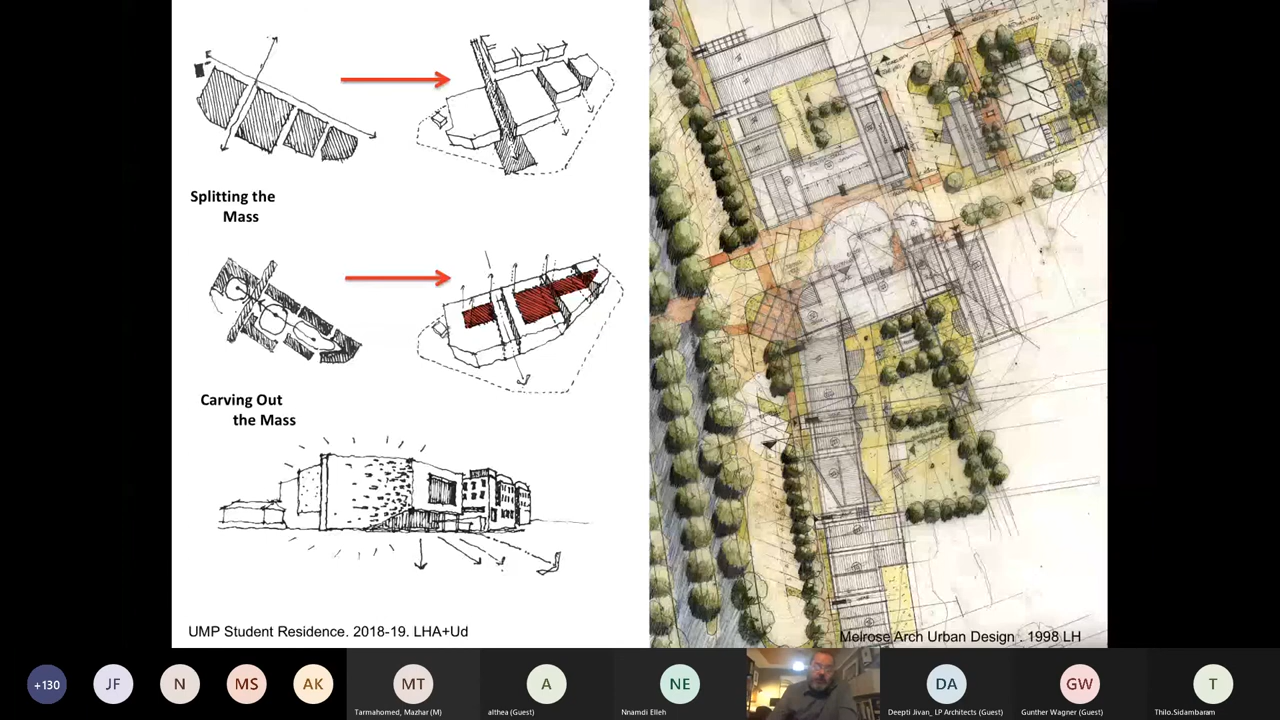 Splitting the
Mass
Carving Out
the Mass
UMP Student Residence. 2018-19. LHA+Ud
Melrose Arch Urban Design . 1998 LH
+130
JF
N
MS
AK
MT
A
NE
DA
GW
T
Tarmahomed, Mazhar (M)
althea (Guest)
Nnamdi Elleh
Deepti Jivan_ LP Architects (Guest)
Gunther Wagner (Guest)
Thilo.Sidambaram